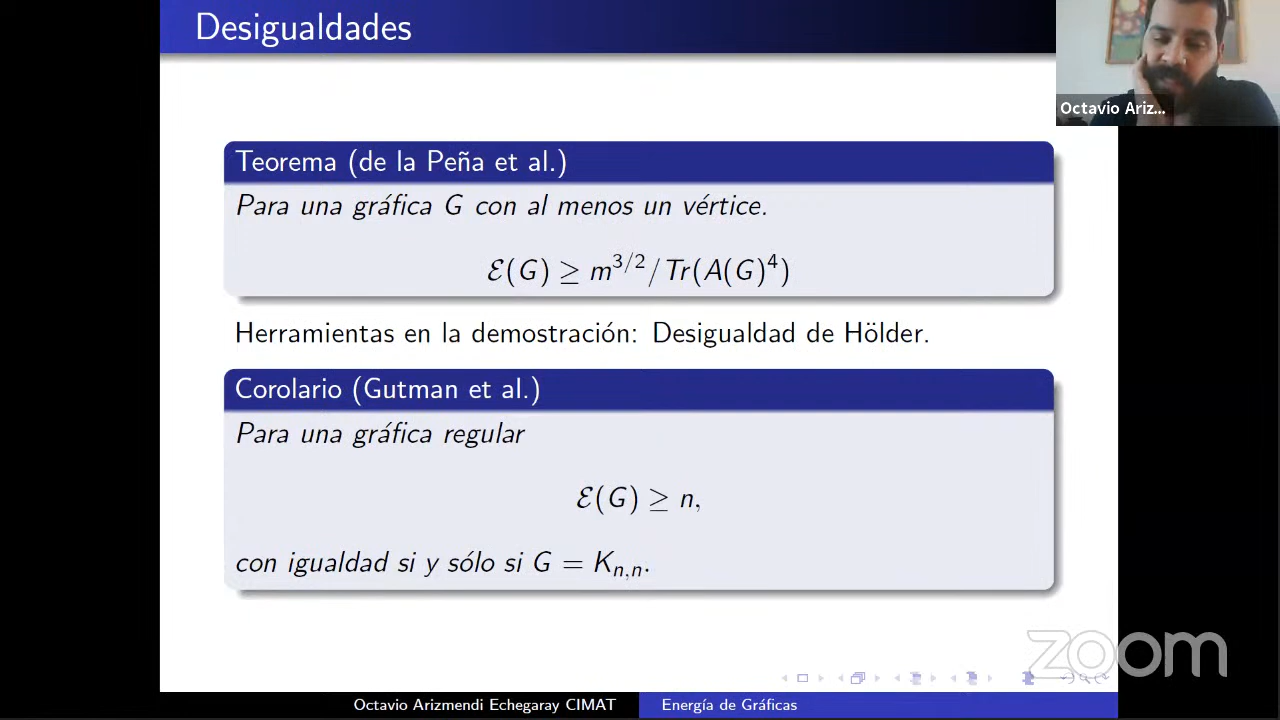 Desigualdades
Octavio Ariz...
Teorema (de la Peña et al.)
Para una gráfica G con al menos un vértice.
ℰ(G) ≥ m^{3/2}/Tr(A(G)^4)
Herramientas en la demostración: Desigualdad de Hölder.
Corolario (Gutman et al.)
Para una gráfica regular
ℰ(G) ≥ n,
con igualdad si y sólo si G = K_{n,n}.
zoom
Octavio Arizmendi Echegaray CIMAT
Energía de Gráficas